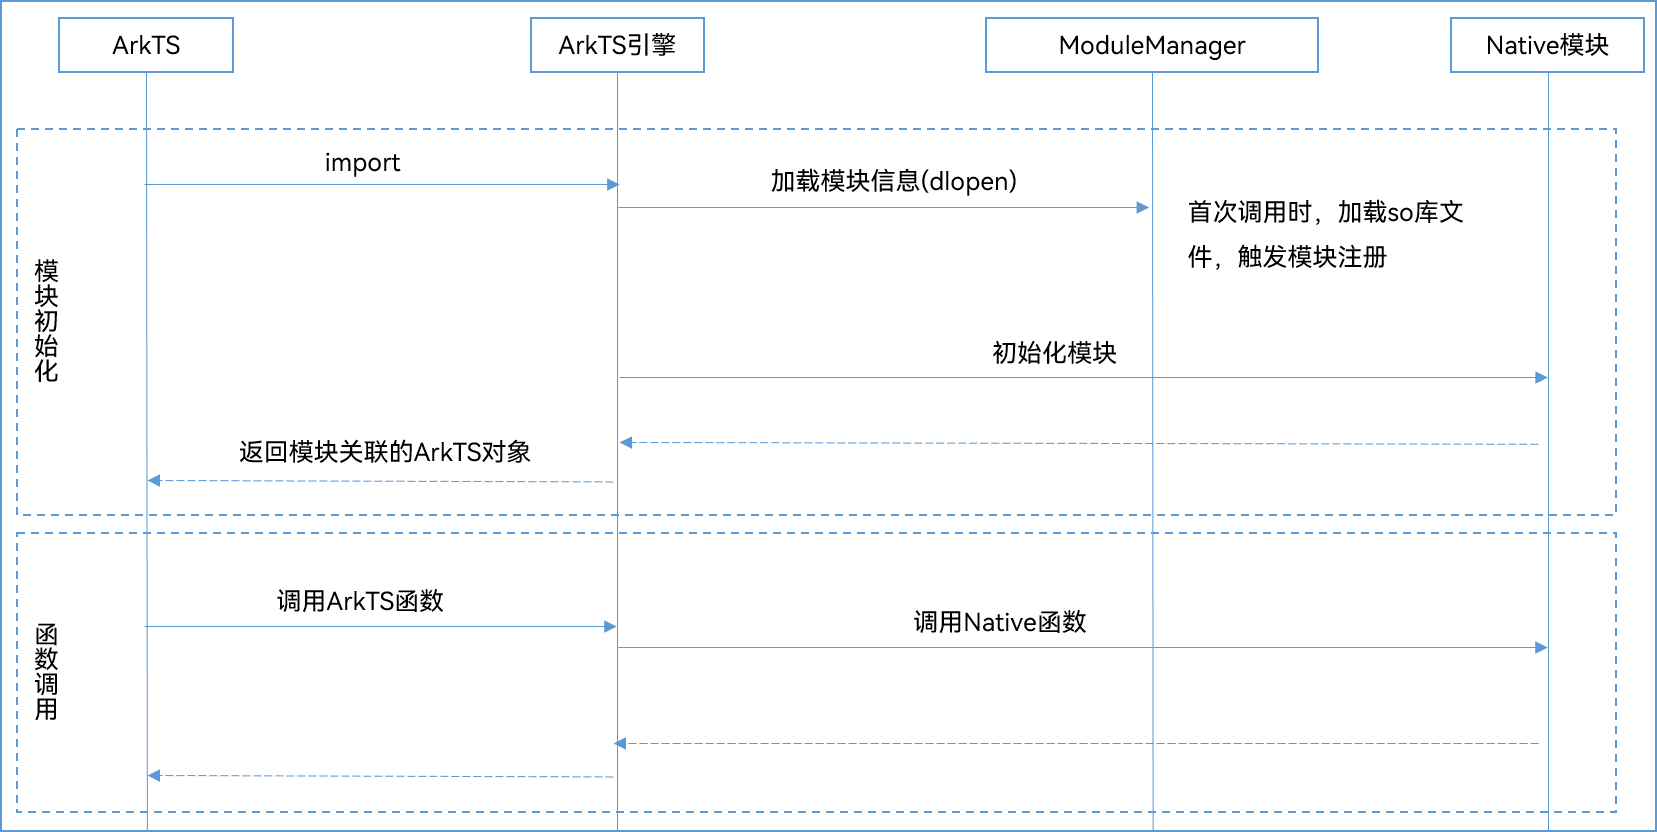 ArkTS
ArkTS引擎
ModuleManager
Native模块
模块初始化
import
加载模块信息(dlopen)
首次调用时，加载so库文
件，触发模块注册
初始化模块
返回模块关联的ArkTS对象
函数调用
调用ArkTS函数
调用Native函数